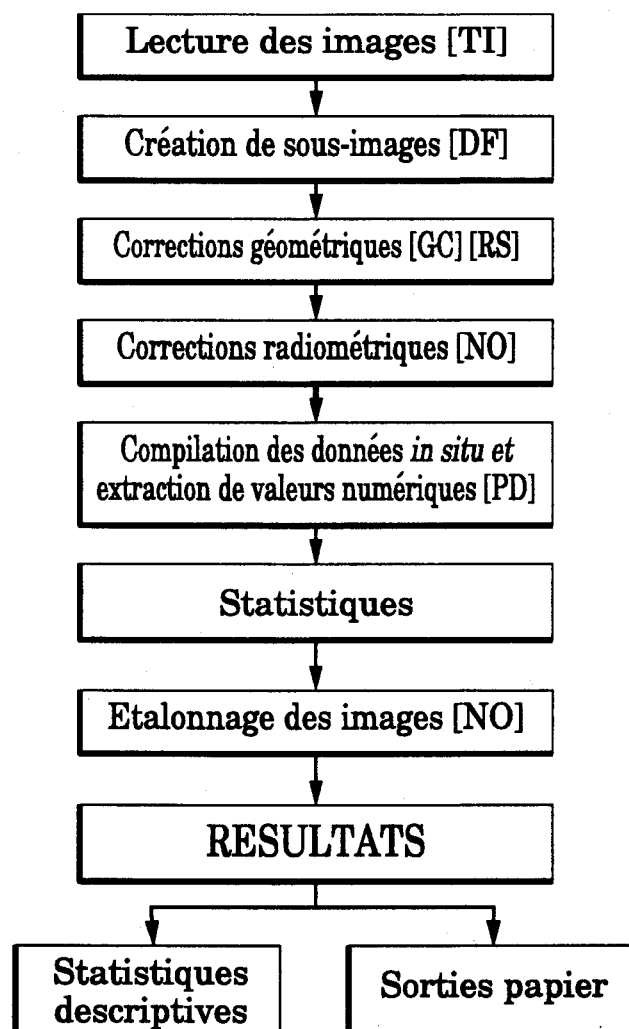 Lecture des images [TI]
Création de sous-images [DF]
Corrections géométriques [GC] [RS]
Corrections radiométriques [NO]
Compilation des données in situ et
extraction de valeurs numériques [PD]
Statistiques
Etalonnage des images [NO]
RESULTATS
Statistiques
descriptives
Sorties papier